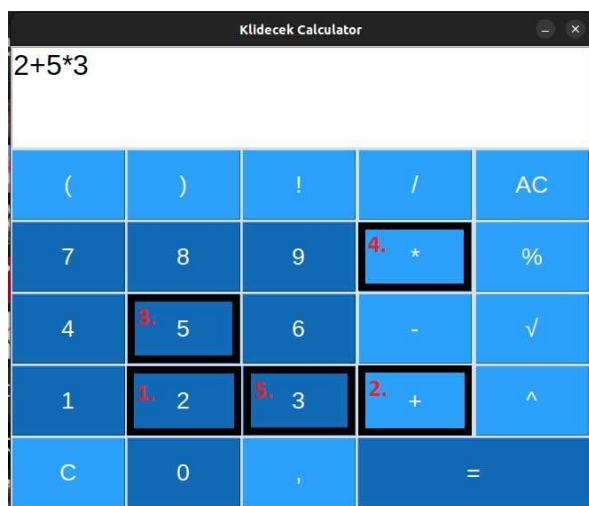 Klidecek Calculator
2+5*3
( ) ! / AC
7 8 9 4. * %
4 3. 5 6 - √
1 1. 2 5. 3 2. + ^
C 0 , =